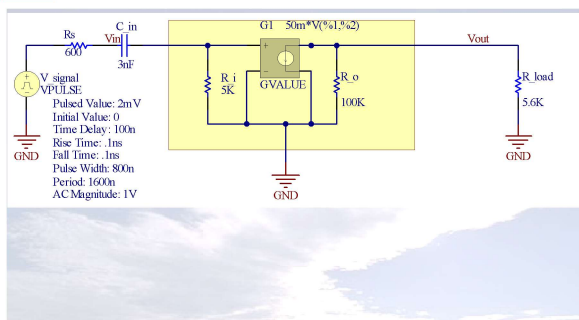 C_in
G1 50m*V(%1,%2)
Rs
Vin
Vout
600
3nF
R_i
5K
GVALUE
R_o
100K
R_load
5.6K
V_signal
VPULSE
Pulsed Value: 2mV
Initial Value: 0
Time Delay: 100n
Rise Time: .1ns
Fall Time: .1ns
Pulse Width: 800n
Period: 1600n
AC Magnitude: 1V
GND
GND
GND